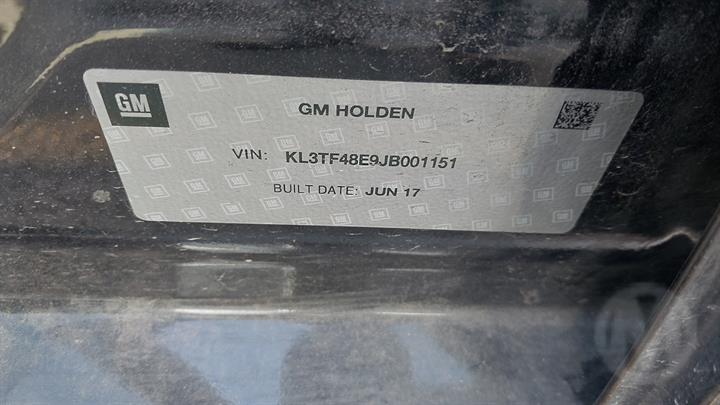 GM
GM HOLDEN
VIN: KL3TF48E9JB001151
BUILT DATE: JUN 17